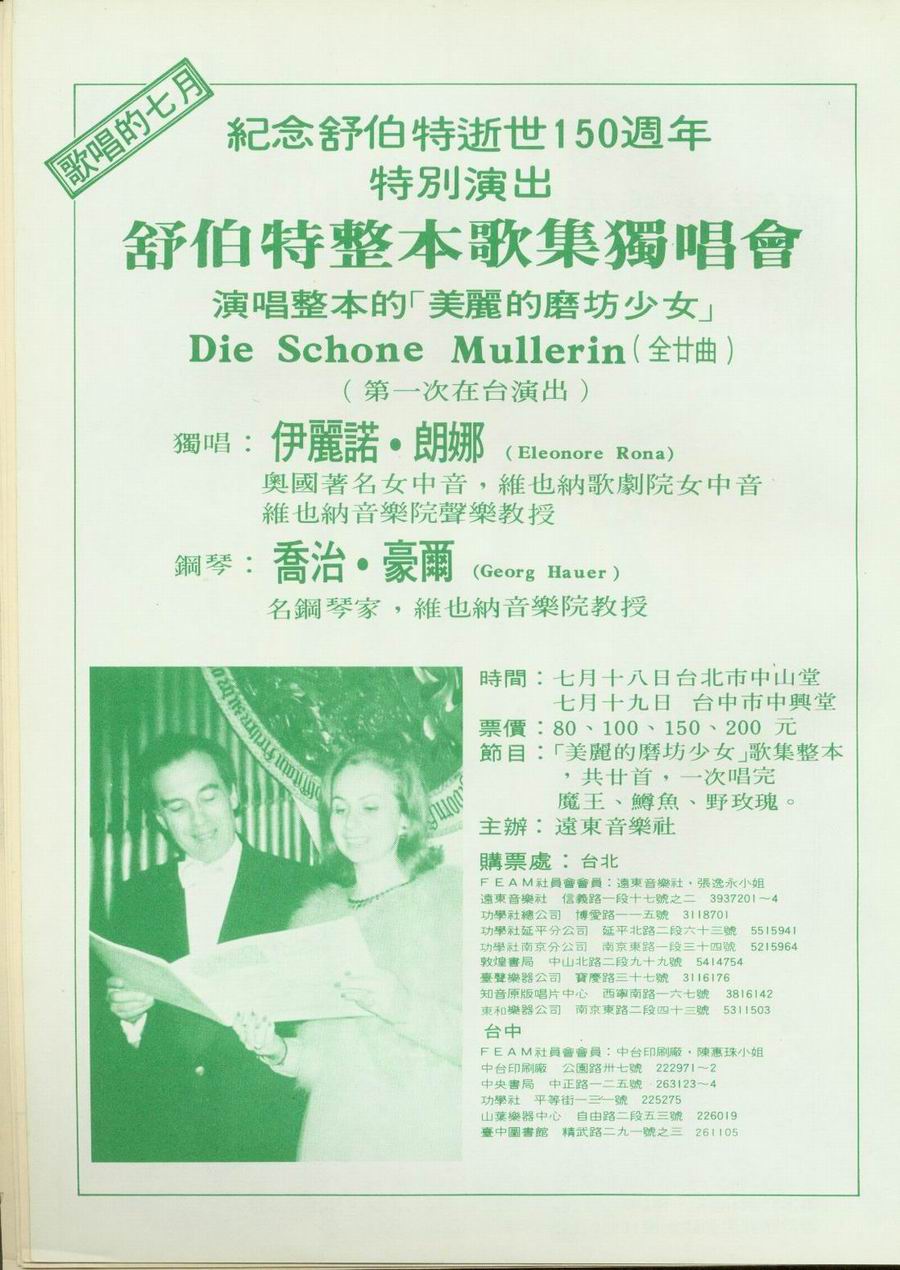 歌唱的七月
紀念舒伯特逝世150週年
特別演出
舒伯特整本歌集獨唱會
演唱整本的「美麗的磨坊少女」
Die Schone Mullerin(全廿曲)
(第一次在台演出)
獨唱：伊麗諾•朗娜 (Eleonore Rona)
奧國著名女中音，維也納歌劇院女中音
維也納音樂院聲樂教授
鋼琴：喬治•豪爾 (Georg Hauer)
名鋼琴家，維也納音樂院教授
時間：七月十八日台北市中山堂
七月十九日 台中市中興堂
票價：80、100、150、200 元
節目：「美麗的磨坊少女」歌集整本
，共廿首，一次唱完
魔王、鱒魚、野玫瑰。
主辦：遠東音樂社
購票處：台北
FEAM社員會會員：遠東音樂社•張逸永小姐
遠東音樂社 信義路一段十七號之二 3937201～4
功學社總公司 博愛路一一五號 3118701
功學社延平分公司 延平北路二段六十三號 5515941
功學社南京分公司 南京東路一段三十四號 5215964
敦煌書局 中山北路二段九十九號 5414754
臺聲樂器公司 寶慶路三十七號 3116176
知音原版唱片中心 西寧南路一六七號 3816142
東和樂器公司 南京東路二段四十三號 5311503
台中
FEAM社員會會員：中台印刷廠•陳惠珠小姐
中台印刷廠 公園路卅七號 222971～2
中央書局 中正路一二五號 263123～4
功學社 平等街一三一號 225275
山葉樂器中心 自由路二段五三號 226019
臺中圖書館 精武路二九一號之三 261105